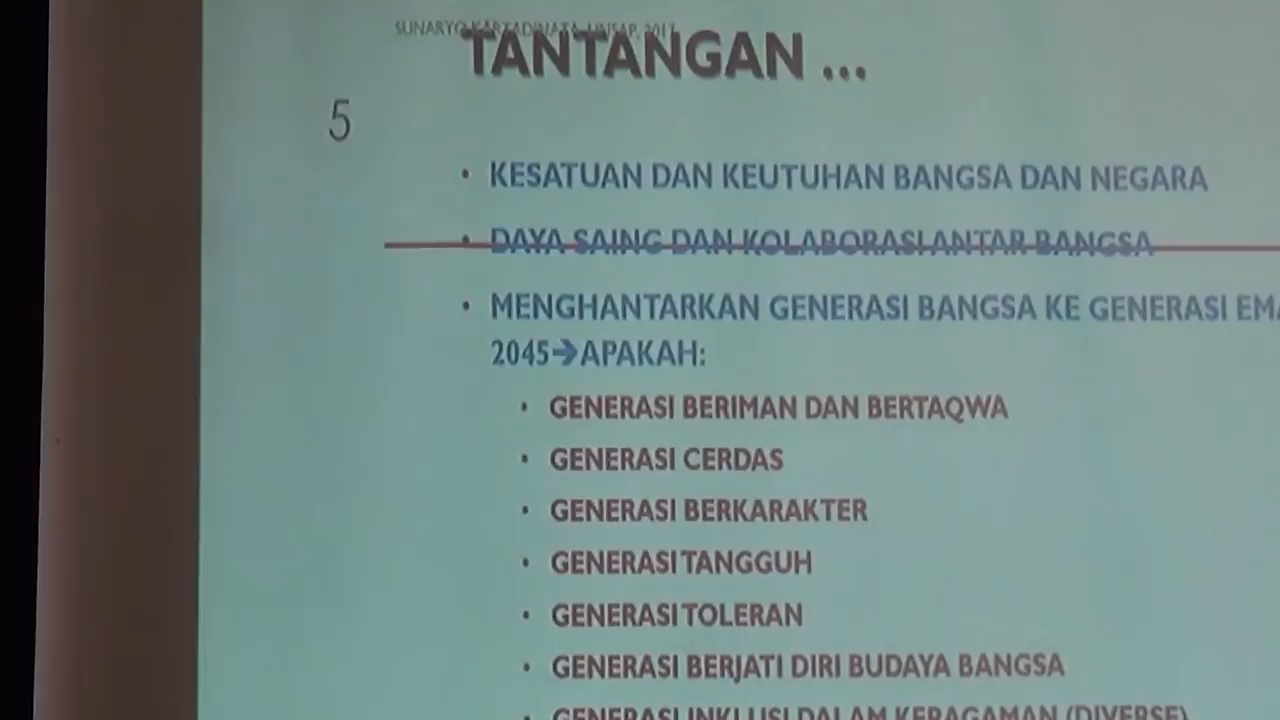 SUNARYO KARTADINATA, UNSAP, 2017
TANTANGAN ...
5
• KESATUAN DAN KEUTUHAN BANGSA DAN NEGARA
• DAYA SAING DAN KOLABORASI ANTAR BANGSA
• MENGHANTARKAN GENERASI BANGSA KE GENERASI EMA
2045→APAKAH:
• GENERASI BERIMAN DAN BERTAQWA
• GENERASI CERDAS
• GENERASI BERKARAKTER
• GENERASI TANGGUH
• GENERASI TOLERAN
• GENERASI BERJATI DIRI BUDAYA BANGSA
• GENERASI INKLUSI DALAM KERAGAMAN (DIVERSE)